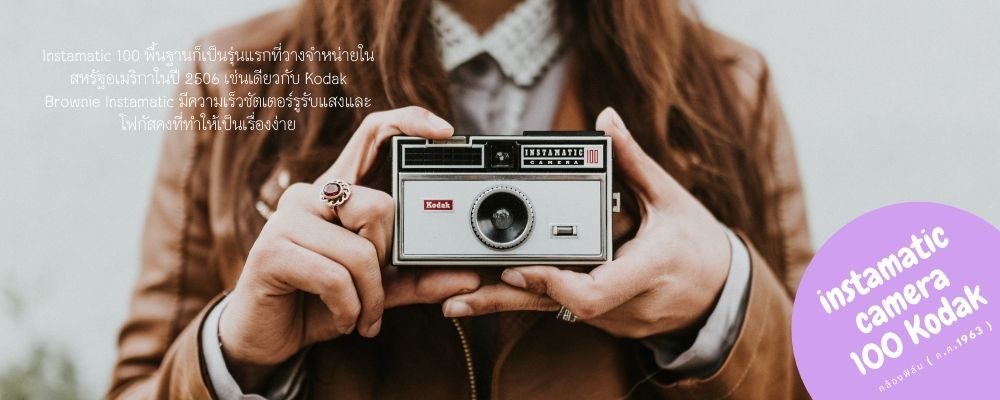 Instamatic 100 พื้นฐานก็เป็นรุ่นแรกที่วางจำหน่ายใน
สหรัฐอเมริกาในปี 2506 เช่นเดียวกับ Kodak
Brownie Instamatic มีความเร็วชัตเตอร์รูรับแสงและ
โฟกัสคงที่ทำให้เป็นเรื่องง่าย
INSTAMATIC 100
CAMERA
Kodak
instamatic
camera
100 Kodak
กล้องฟิล์ม ( ค.ศ.1963 )